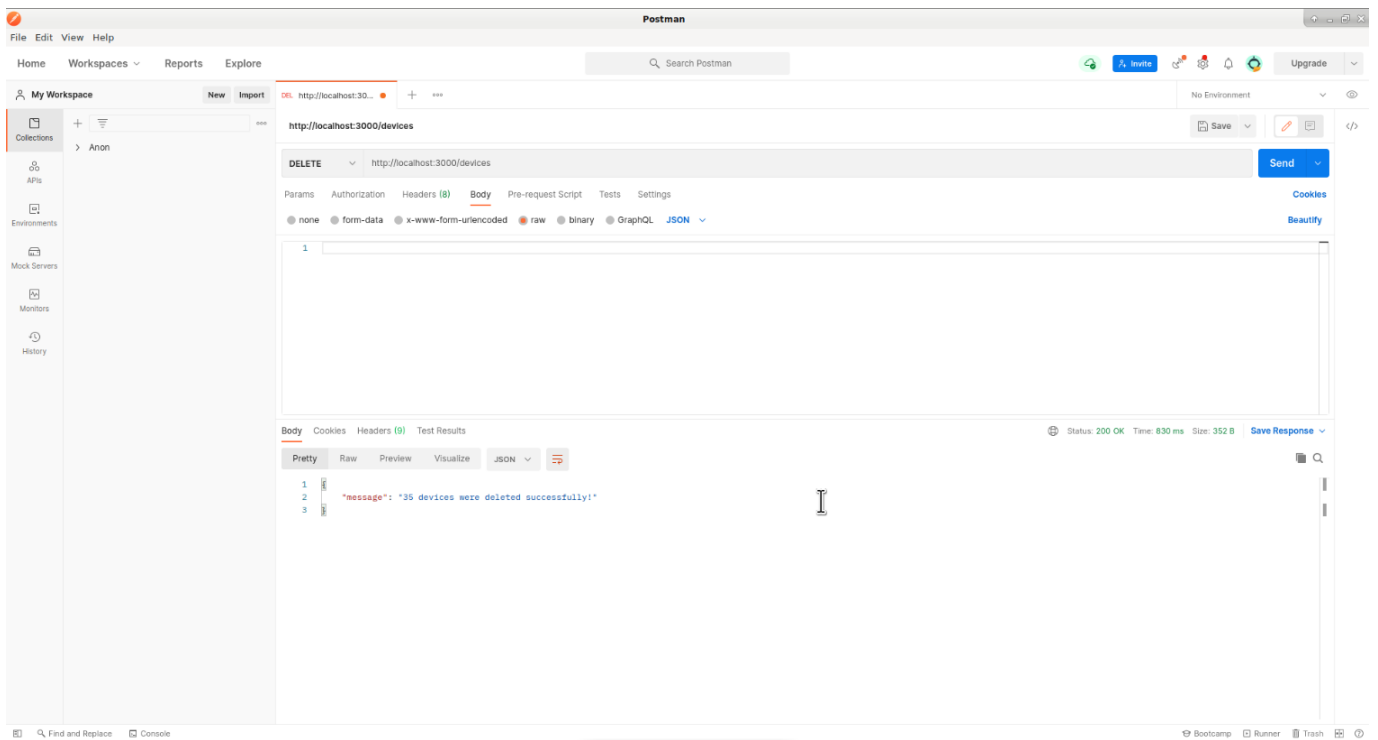 Postman
File Edit View Help
Home Workspaces Reports Explore Search Postman Invite Upgrade
My Workspace New Import DEL http://localhost:30... No Environment
Collections
APIs
Environments
Mock Servers
Monitors
History
Anon
http://localhost:3000/devices Save
DELETE http://localhost:3000/devices Send
Params Authorization Headers (8) Body Pre-request Script Tests Settings Cookies
none form-data x-www-form-urlencoded raw binary GraphQL JSON Beautify
1
Body Cookies Headers (9) Test Results Status: 200 OK Time: 830 ms Size: 352 B Save Response
Pretty Raw Preview Visualize JSON
1 {
2 "message": "35 devices were deleted successfully!"
3 }
Find and Replace Console Bootcamp Runner Trash